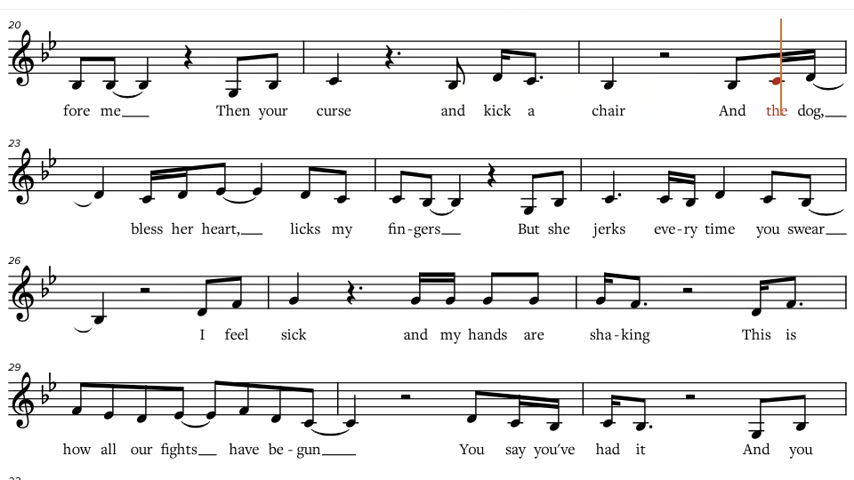 20
fore me Then your curse and kick a chair And the dog,
23
bless her heart, licks my fin-gers But she jerks eve-ry time you swear
26
I feel sick and my hands are sha-king This is
29
how all our fights have be-gun You say you've had it And you